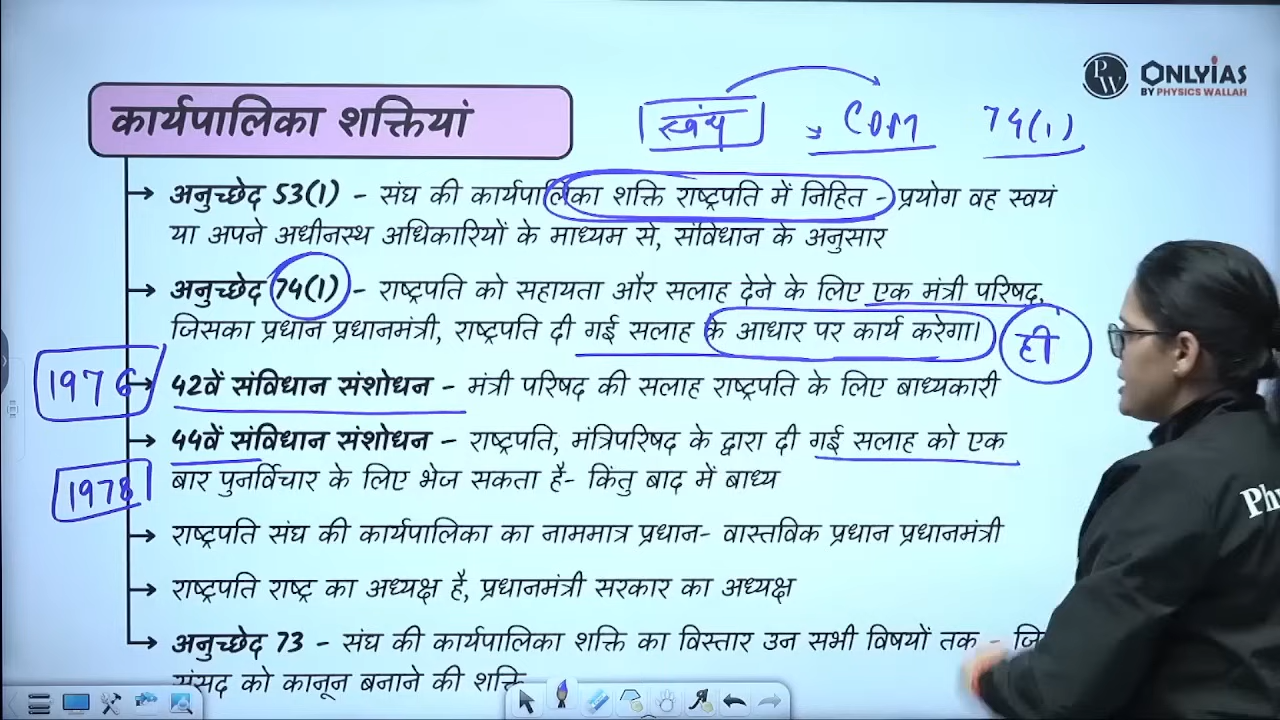 PW ONLYIAS
BY PHYSICS WALLAH
कार्यपालिका शक्तियां
स्वयं
COM 74(1)
अनुच्छेद 53(1) - संघ की कार्यपालिका शक्ति राष्ट्रपति में निहित - प्रयोग वह स्वयं
या अपने अधीनस्थ अधिकारियों के माध्यम से, संविधान के अनुसार
अनुच्छेद 74(1) - राष्ट्रपति को सहायता और सलाह देने के लिए एक मंत्री परिषद,
जिसका प्रधान प्रधानमंत्री, राष्ट्रपति दी गई सलाह के आधार पर कार्य करेगा।
ही
1976
42वें संविधान संशोधन - मंत्री परिषद की सलाह राष्ट्रपति के लिए बाध्यकारी
44वें संविधान संशोधन - राष्ट्रपति, मंत्रिपरिषद के द्वारा दी गई सलाह को एक
1978
बार पुनर्विचार के लिए भेज सकता है- किंतु बाद में बाध्य
राष्ट्रपति संघ की कार्यपालिका का नाममात्र प्रधान- वास्तविक प्रधान प्रधानमंत्री
राष्ट्रपति राष्ट्र का अध्यक्ष है, प्रधानमंत्री सरकार का अध्यक्ष
अनुच्छेद 73 - संघ की कार्यपालिका शक्ति का विस्तार उन सभी विषयों तक -
संसद को कानून बनाने की शक्ति
Ph